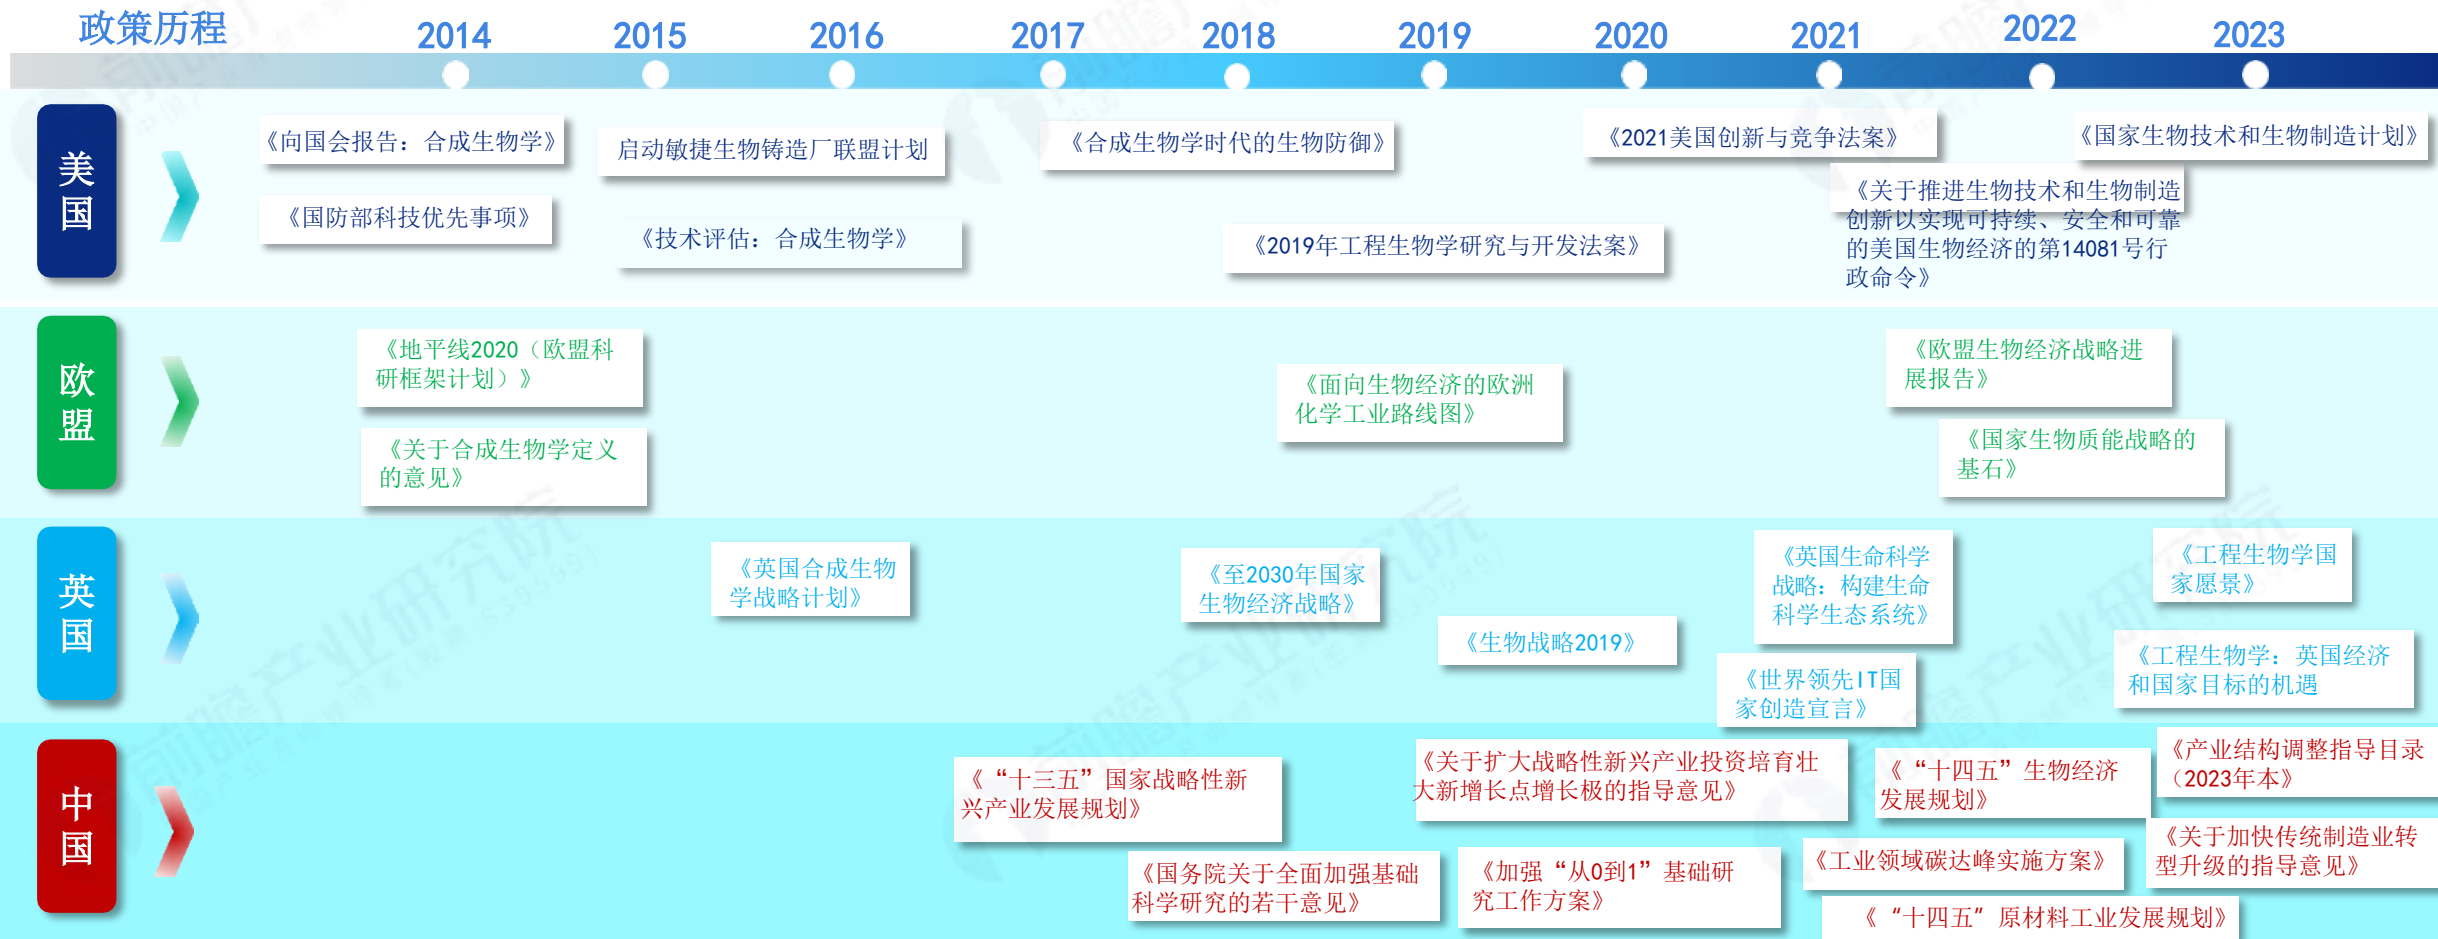 政策历程
2014
2015
2016
2017
2018
2019
2020
2021
2022
2023
美国
《向国会报告：合成生物学》
启动敏捷生物铸造厂联盟计划
《合成生物学时代的生物防御》
《2021美国创新与竞争法案》
《国家生物技术和生物制造计划》
《国防部科技优先事项》
《技术评估：合成生物学》
《2019年工程生物学研究与开发法案》
《关于推进生物技术和生物制造
创新以实现可持续、安全和可靠
的美国生物经济的第14081号行
政命令》
欧盟
《地平线2020（欧盟科
研框架计划）》
《关于合成生物学定义
的意见》
《面向生物经济的欧洲
化学工业路线图》
《欧盟生物经济战略进
展报告》
《国家生物质能战略的
基石》
英国
《英国合成生物
学战略计划》
《至2030年国家
生物经济战略》
《生物战略2019》
《英国生命科学
战略：构建生命
科学生态系统》
《世界领先IT国
家创造宣言》
《工程生物学国
家愿景》
《工程生物学：英国经济
和国家目标的机遇
中国
《“十三五”国家战略性新
兴产业发展规划》
《国务院关于全面加强基础
科学研究的若干意见》
《关于扩大战略性新兴产业投资培育壮
大新增长点增长极的指导意见》
《加强“从0到1”基础研
究工作方案》
《“十四五”生物经济
发展规划》
《工业领域碳达峰实施方案》
《“十四五”原材料工业发展规划》
《产业结构调整指导目录
（2023年本》
《关于加快传统制造业转
型升级的指导意见》
前瞻产业研究院